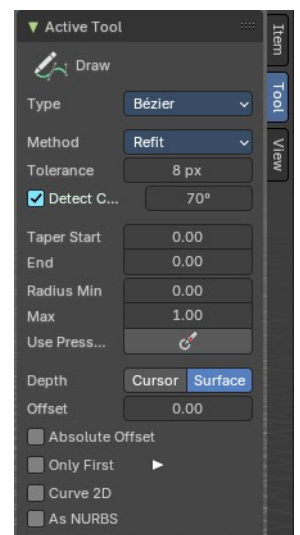 Active Tool
Draw
Type Bézier
Method Refit
Tolerance 8 px
Detect C... 70°
Taper Start 0.00
End 0.00
Radius Min 0.00
Max 1.00
Use Press...
Depth Cursor Surface
Offset 0.00
Absolute Offset
Only First
Curve 2D
As NURBS
Item
Tool
View